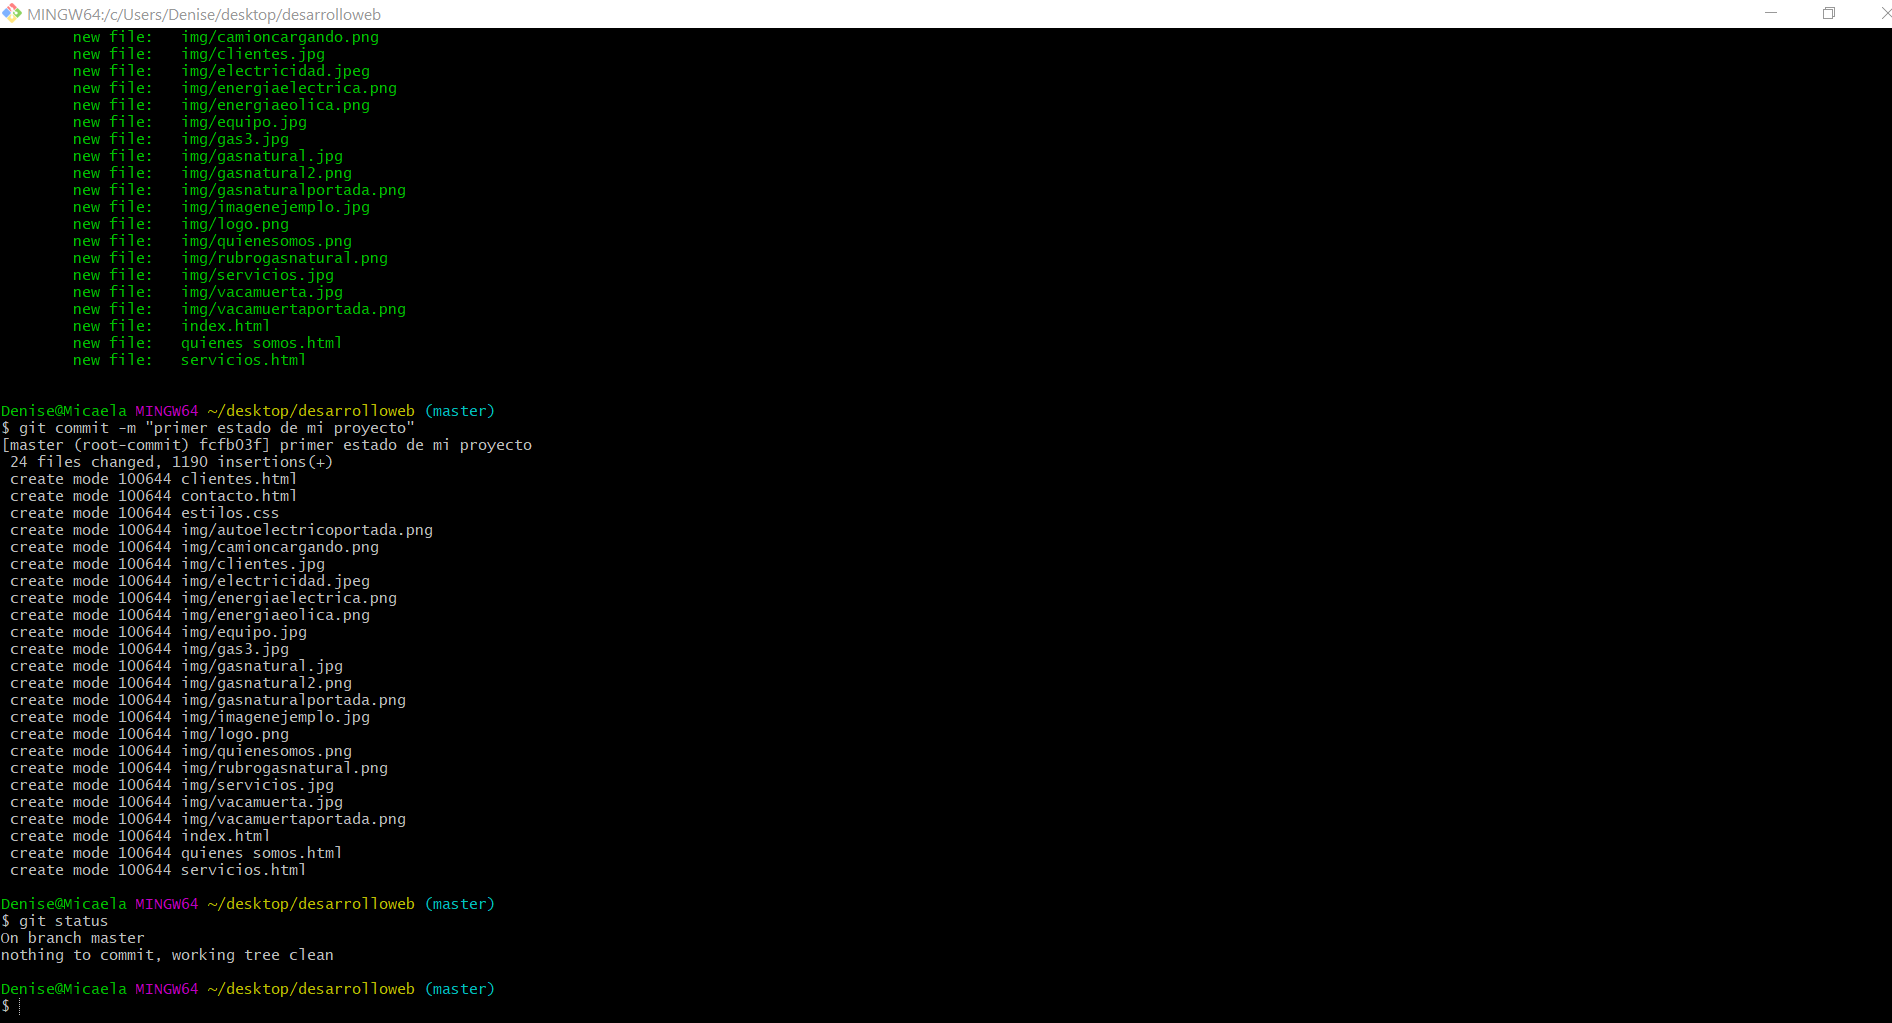 MINGW64:/c/Users/Denise/desktop/desarrolloweb
new file:   img/camioncargando.png
new file:   img/clientes.jpg
new file:   img/electricidad.jpeg
new file:   img/energiaelectrica.png
new file:   img/energiaeolica.png
new file:   img/equipo.jpg
new file:   img/gas3.jpg
new file:   img/gasnatural.jpg
new file:   img/gasnatural2.png
new file:   img/gasnaturalportada.png
new file:   img/imagenejemplo.jpg
new file:   img/logo.png
new file:   img/quienesomos.png
new file:   img/rubrogasnatural.png
new file:   img/servicios.jpg
new file:   img/vacamuerta.jpg
new file:   img/vacamuertaportada.png
new file:   index.html
new file:   quienes somos.html
new file:   servicios.html
Denise@Micaela MINGW64 ~/desktop/desarrolloweb (master)
$ git commit -m "primer estado de mi proyecto"
[master (root-commit) fcfb03f] primer estado de mi proyecto
24 files changed, 1190 insertions(+)
create mode 100644 clientes.html
create mode 100644 contacto.html
create mode 100644 estilos.css
create mode 100644 img/autoelectricoportada.png
create mode 100644 img/camioncargando.png
create mode 100644 img/clientes.jpg
create mode 100644 img/electricidad.jpeg
create mode 100644 img/energiaelectrica.png
create mode 100644 img/energiaeolica.png
create mode 100644 img/equipo.jpg
create mode 100644 img/gas3.jpg
create mode 100644 img/gasnatural.jpg
create mode 100644 img/gasnatural2.png
create mode 100644 img/gasnaturalportada.png
create mode 100644 img/imagenejemplo.jpg
create mode 100644 img/logo.png
create mode 100644 img/quienesomos.png
create mode 100644 img/rubrogasnatural.png
create mode 100644 img/servicios.jpg
create mode 100644 img/vacamuerta.jpg
create mode 100644 img/vacamuertaportada.png
create mode 100644 index.html
create mode 100644 quienes somos.html
create mode 100644 servicios.html
Denise@Micaela MINGW64 ~/desktop/desarrolloweb (master)
$ git status
On branch master
nothing to commit, working tree clean
Denise@Micaela MINGW64 ~/desktop/desarrolloweb (master)
$